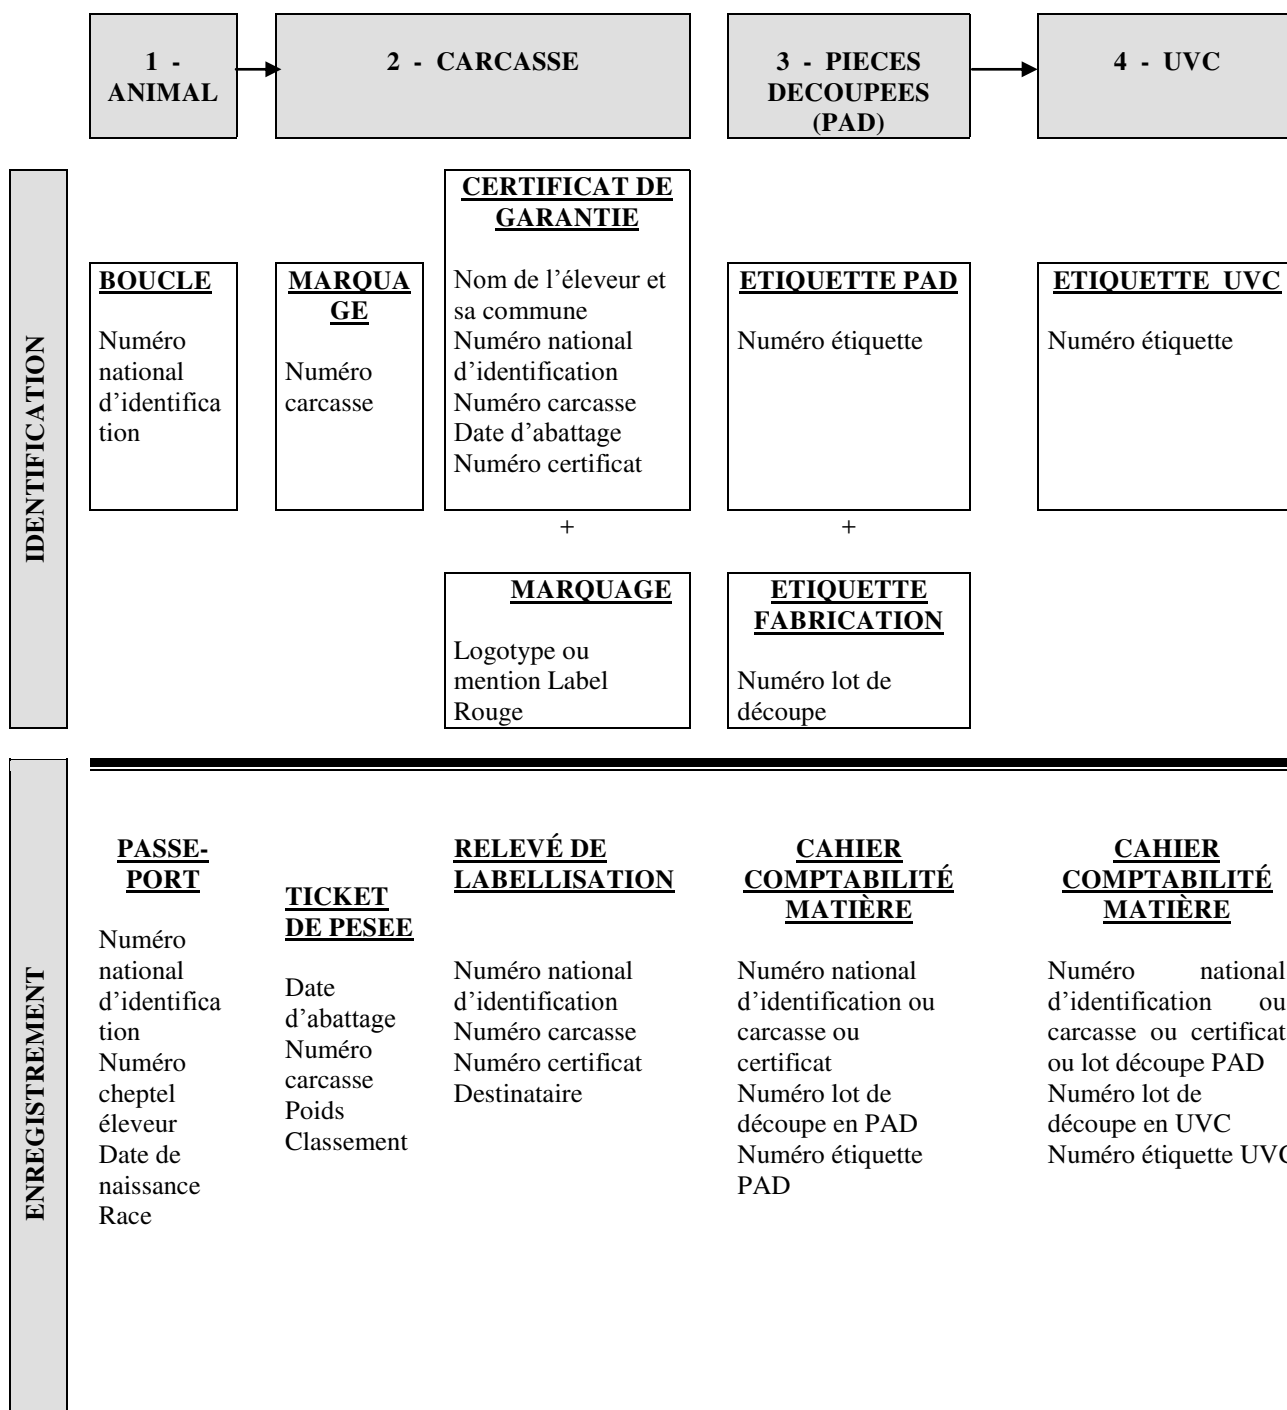 1 -
ANIMAL
2 - CARCASSE
3 - PIECES
DECOUPEES
(PAD)
4 - UVC
IDENTIFICATION
BOUCLE
Numéro
national
d'identifica
tion
MARQUA
GE
Numéro
carcasse
CERTIFICAT DE
GARANTIE
Nom de l'éleveur et
sa commune
Numéro national
d'identification
Numéro carcasse
Date d'abattage
Numéro certificat
+
MARQUAGE
Logotype ou
mention Label
Rouge
ETIQUETTE PAD
Numéro étiquette
+
ETIQUETTE
FABRICATION
Numéro lot de
découpe
ETIQUETTE UVC
Numéro étiquette
ENREGISTREMENT
PASSE-
PORT
Numéro
national
d'identifica
tion
Numéro
cheptel
éleveur
Date de
naissance
Race
TICKET
DE PESEE
Date
d'abattage
Numéro
carcasse
Poids
Classement
RELEVÉ DE
LABELLISATION
Numéro national
d'identification
Numéro carcasse
Numéro certificat
Destinataire
CAHIER
COMPTABILITÉ
MATIÈRE
Numéro national
d'identification ou
carcasse ou
certificat
Numéro lot de
découpe en PAD
Numéro étiquette
PAD
CAHIER
COMPTABILITÉ
MATIÈRE
Numéro national
d'identification ou
carcasse ou certificat
ou lot découpe PAD
Numéro lot de
découpe en UVC
Numéro étiquette UVC